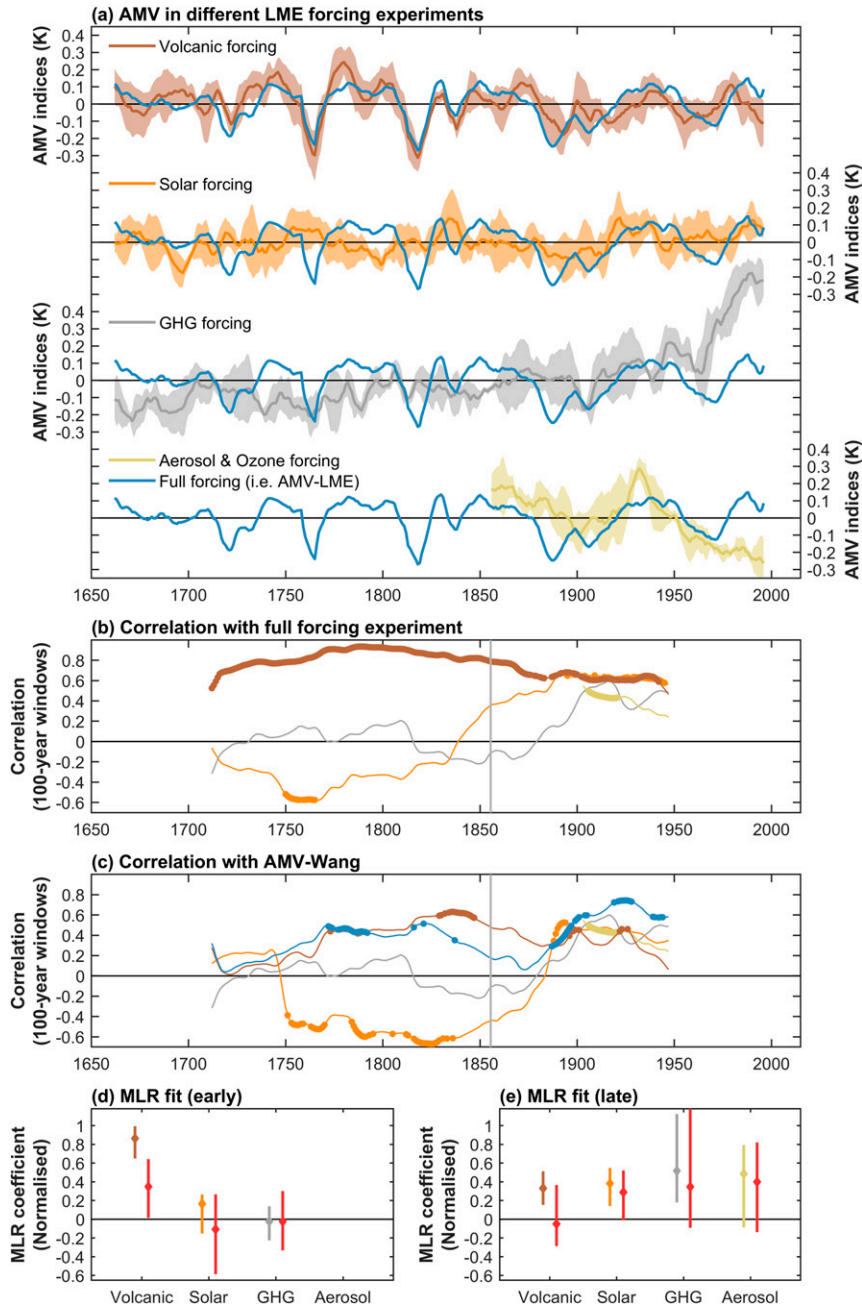 (a) AMV in different LME forcing experiments
AMV indices (K)
0.4
0.3
0.2
0.1
0
-0.1
-0.2
-0.3
Volcanic forcing
Solar forcing
0.4
0.3
0.2
0.1
0
-0.1
-0.2
-0.3
AMV indices (K)
AMV indices (K)
0.4
0.3
0.2
0.1
0
-0.1
-0.2
-0.3
GHG forcing
Aerosol & Ozone forcing
Full forcing (i.e. AMV-LME)
0.4
0.3
0.2
0.1
0
-0.1
-0.2
-0.3
AMV indices (K)
1650 1700 1750 1800 1850 1900 1950 2000
(b) Correlation with full forcing experiment
Correlation
(100-year windows)
0.8
0.6
0.4
0.2
0
-0.2
-0.4
-0.6
1650 1700 1750 1800 1850 1900 1950 2000
(c) Correlation with AMV-Wang
Correlation
(100-year windows)
0.8
0.6
0.4
0.2
0
-0.2
-0.4
-0.6
1650 1700 1750 1800 1850 1900 1950 2000
(d) MLR fit (early)
MLR coefficient
(Normalised)
1
0.8
0.6
0.4
0.2
0
-0.2
-0.4
-0.6
Volcanic Solar GHG Aerosol
(e) MLR fit (late)
MLR coefficient
(Normalised)
1
0.8
0.6
0.4
0.2
0
-0.2
-0.4
-0.6
Volcanic Solar GHG Aerosol